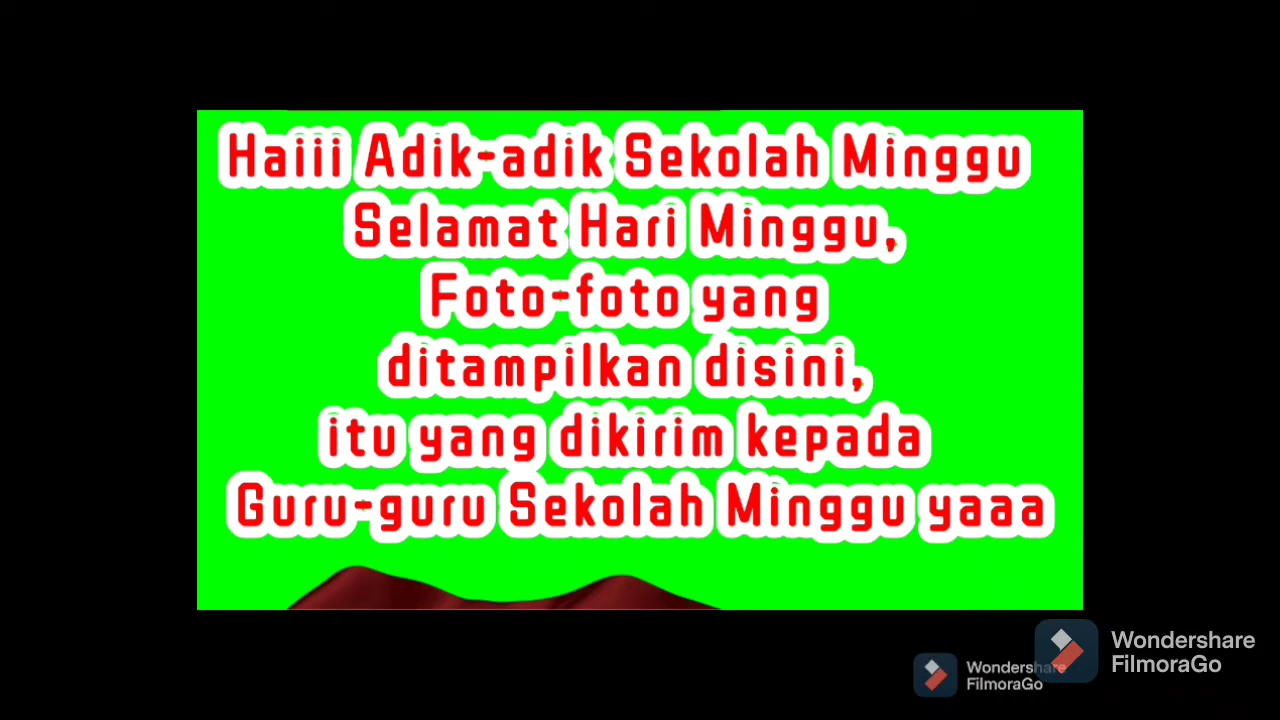 Haiii Adik-adik Sekolah Minggu
Selamat Hari Minggu,
Foto-foto yang
ditampilkan disini,
itu yang dikirim kepada
Guru-guru Sekolah Minggu yaaa
Wondershare
FilmoraGo
Wondershare
FilmoraGo